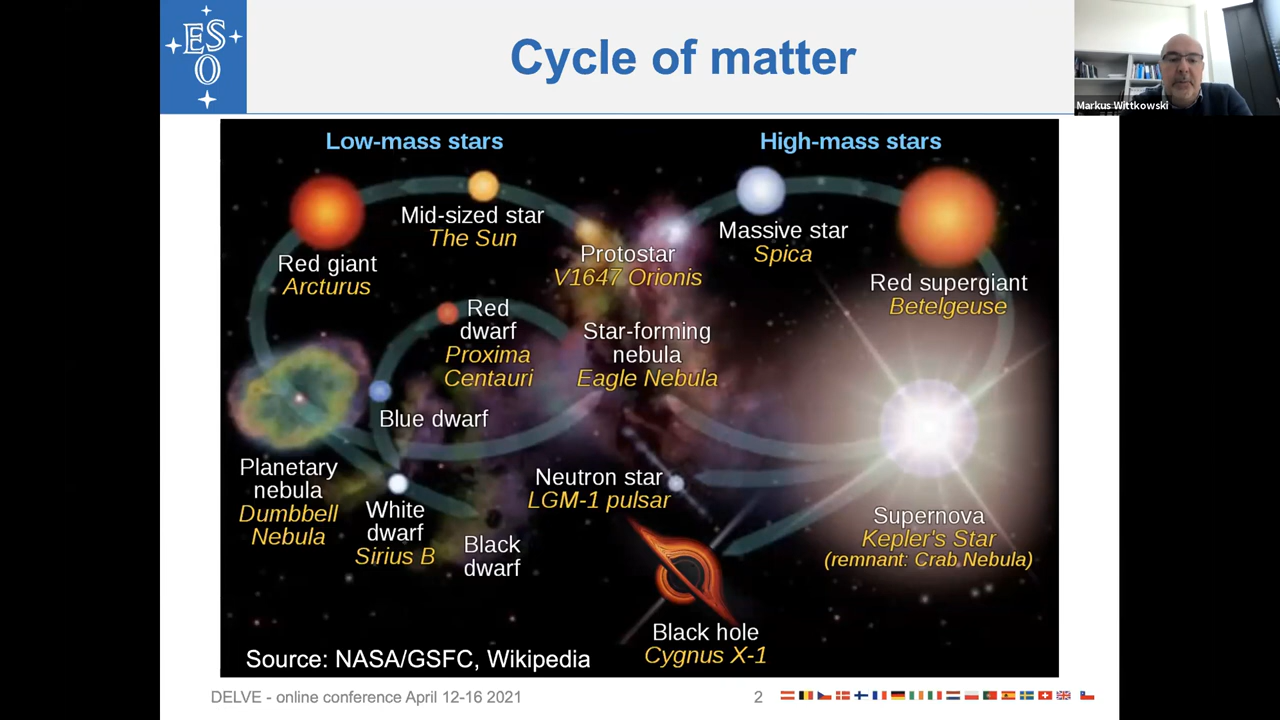 ESO
Cycle of matter
Markus Wittkowski
Low-mass stars
High-mass stars
Mid-sized star
The Sun
Red giant
Arcturus
Protostar
V1647 Orionis
Massive star
Spica
Red supergiant
Betelgeuse
Red
dwarf
Proxima
Centauri
Star-forming
nebula
Eagle Nebula
Blue dwarf
Planetary
nebula
Dumbbell
Nebula
White
dwarf
Sirius B
Black
dwarf
Neutron star
LGM-1 pulsar
Supernova
Kepler's Star
(remnant: Crab Nebula)
Black hole
Cygnus X-1
Source: NASA/GSFC, Wikipedia
DELVE - online conference April 12-16 2021
2